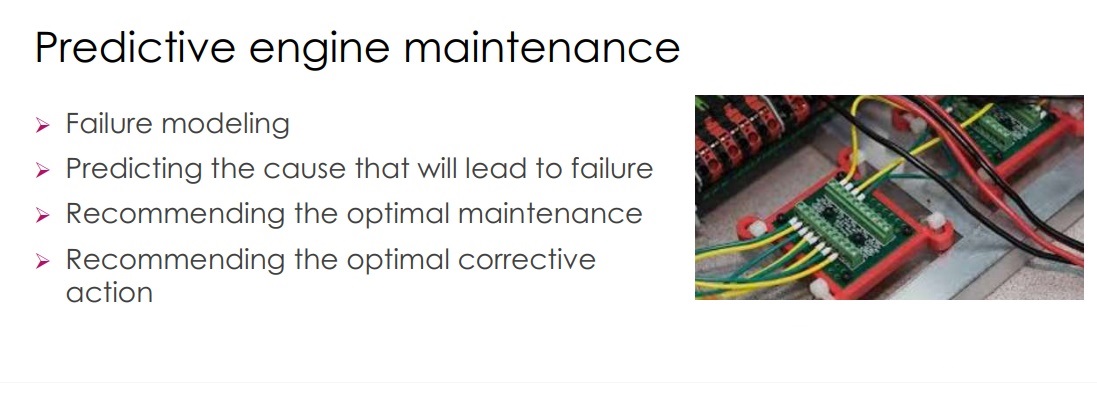 Predictive engine maintenance
Failure modeling
Predicting the cause that will lead to failure
Recommending the optimal maintenance
Recommending the optimal corrective
action